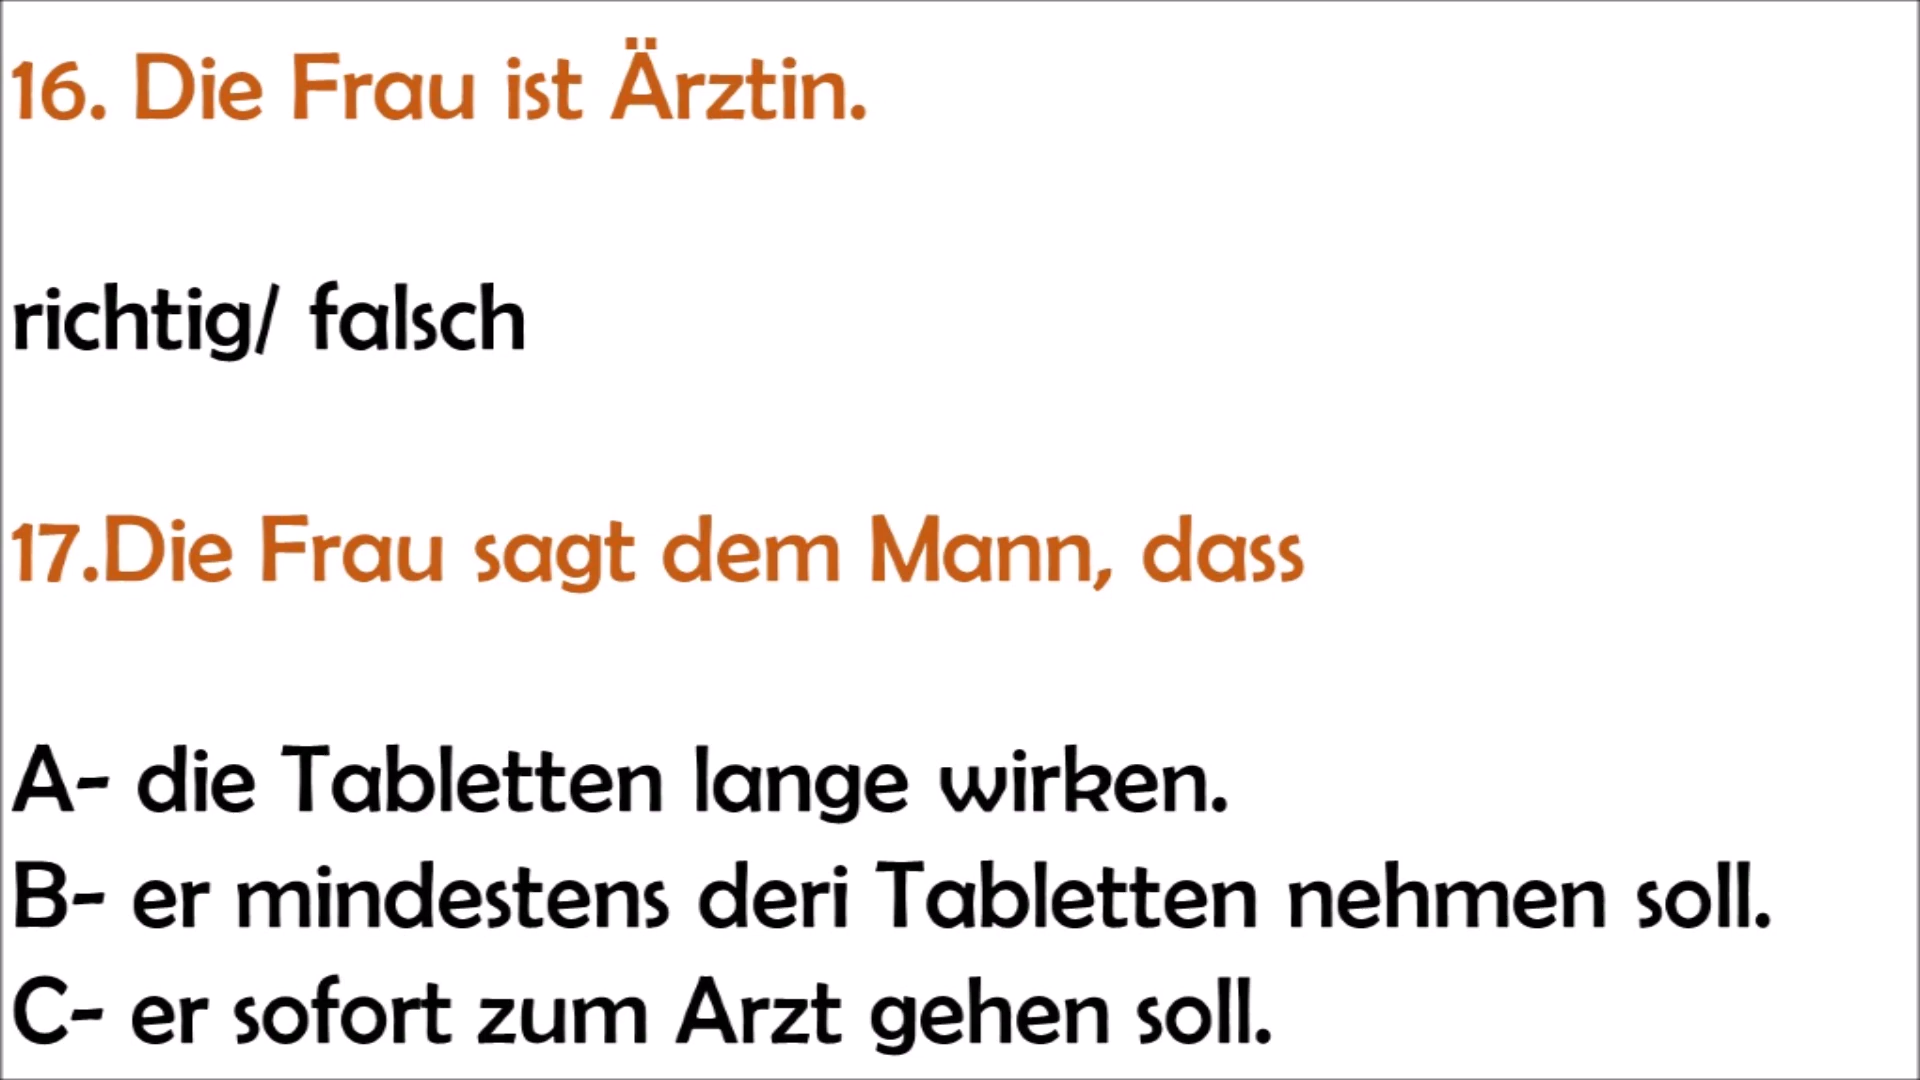 16. Die Frau ist Ärztin.
richtig/ falsch
17.Die Frau sagt dem Mann, dass
A- die Tabletten lange wirken.
B- er mindestens deri Tabletten nehmen soll.
C- er sofort zum Arzt gehen soll.